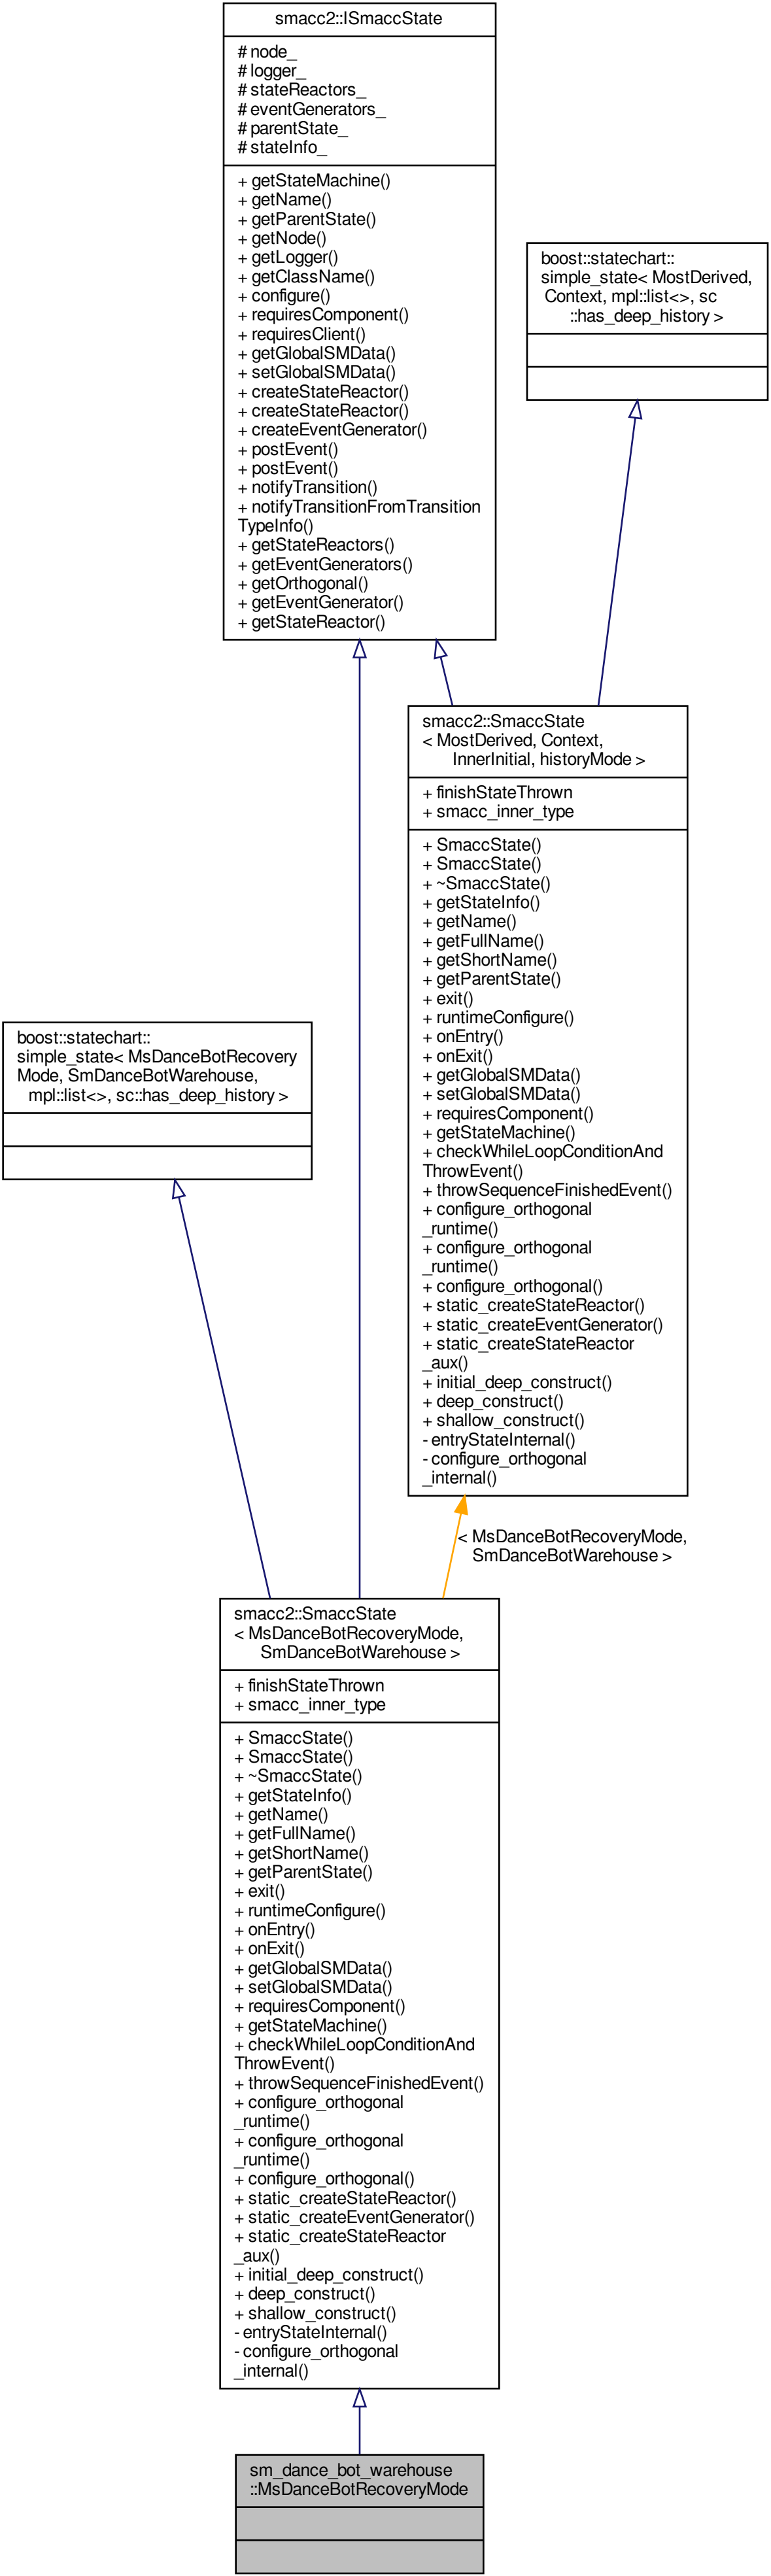 smacc2::ISmaccState
# node_
# logger_
# stateReactors_
# eventGenerators_
# parentState_
# stateInfo_
+ getStateMachine()
+ getName()
+ getParentState()
+ getNode()
+ getLogger()
+ getClassName()
+ configure()
+ requiresComponent()
+ requiresClient()
+ getGlobalSMData()
+ setGlobalSMData()
+ createStateReactor()
+ createStateReactor()
+ createEventGenerator()
+ postEvent()
+ postEvent()
+ notifyTransition()
+ notifyTransitionFromTransition
TypeInfo()
+ getStateReactors()
+ getEventGenerators()
+ getOrthogonal()
+ getEventGenerator()
+ getStateReactor()
boost::statechart::
simple_state< MostDerived,
Context, mpl::list<>, sc
::has_deep_history >
smacc2::SmaccState
< MostDerived, Context,
InnerInitial, historyMode >
+ finishStateThrown
+ smacc_inner_type
+ SmaccState()
+ SmaccState()
+ ~SmaccState()
+ getStateInfo()
+ getName()
+ getFullName()
+ getShortName()
+ getParentState()
+ exit()
+ runtimeConfigure()
+ onEntry()
+ onExit()
+ getGlobalSMData()
+ setGlobalSMData()
+ requiresComponent()
+ getStateMachine()
+ checkWhileLoopConditionAnd
ThrowEvent()
+ throwSequenceFinishedEvent()
+ configure_orthogonal
_runtime()
+ configure_orthogonal
_runtime()
+ configure_orthogonal()
+ static_createStateReactor()
+ static_createEventGenerator()
+ static_createStateReactor
_aux()
+ initial_deep_construct()
+ deep_construct()
+ shallow_construct()
- entryStateInternal()
- configure_orthogonal
_internal()
boost::statechart::
simple_state< MsDanceBotRecovery
Mode, SmDanceBotWarehouse,
mpl::list<>, sc::has_deep_history >
< MsDanceBotRecoveryMode,
SmDanceBotWarehouse >
smacc2::SmaccState
< MsDanceBotRecoveryMode,
SmDanceBotWarehouse >
+ finishStateThrown
+ smacc_inner_type
+ SmaccState()
+ SmaccState()
+ ~SmaccState()
+ getStateInfo()
+ getName()
+ getFullName()
+ getShortName()
+ getParentState()
+ exit()
+ runtimeConfigure()
+ onEntry()
+ onExit()
+ getGlobalSMData()
+ setGlobalSMData()
+ requiresComponent()
+ getStateMachine()
+ checkWhileLoopConditionAnd
ThrowEvent()
+ throwSequenceFinishedEvent()
+ configure_orthogonal
_runtime()
+ configure_orthogonal
_runtime()
+ configure_orthogonal()
+ static_createStateReactor()
+ static_createEventGenerator()
+ static_createStateReactor
_aux()
+ initial_deep_construct()
+ deep_construct()
+ shallow_construct()
- entryStateInternal()
- configure_orthogonal
_internal()
sm_dance_bot_warehouse
::MsDanceBotRecoveryMode